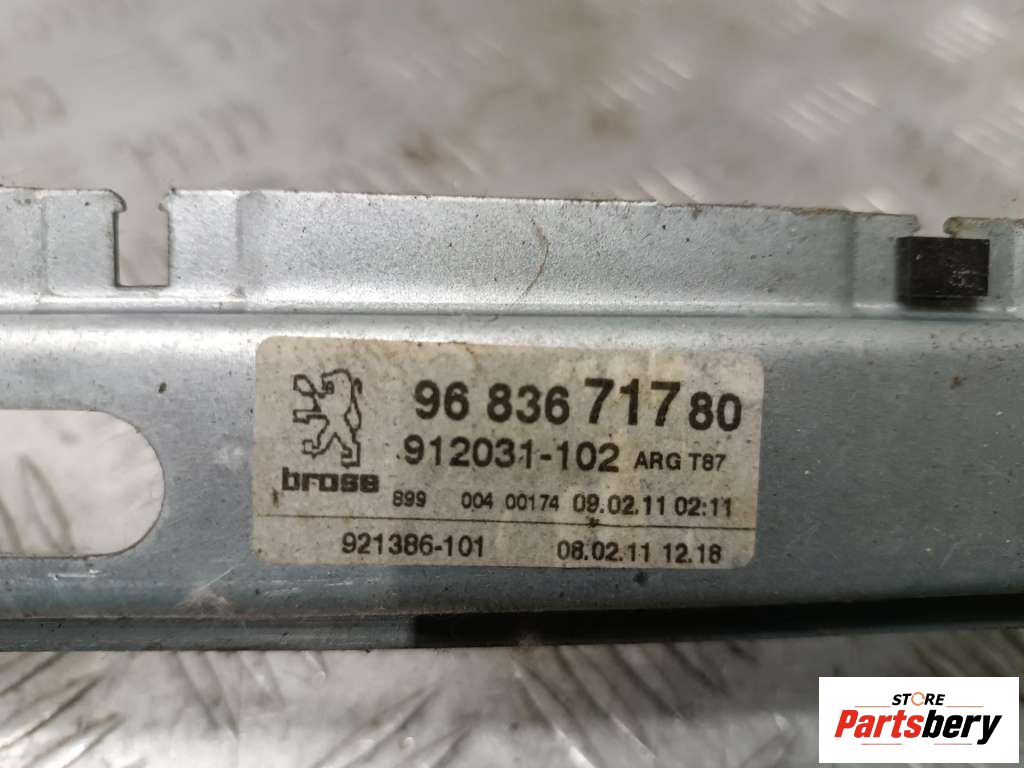 96 836 717 80
912031-102 ARG T87
brose
899 004 00174 09.02.11 02:11
921386-101 08.02.11 12.18
STORE
Partsbery